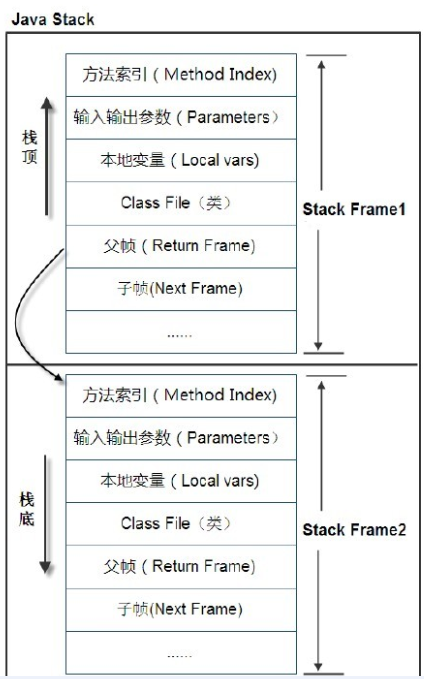 Java Stack
方法索引 ( Method Index)
输入输出参数 ( Parameters）
栈顶
本地变量 ( Local vars)
Class File（类）
Stack Frame1
父帧 ( Return Frame)
子帧(Next Frame)
......
方法索引 ( Method Index)
输入输出参数 ( Parameters）
本地变量 ( Local vars)
栈底
Class File（类）
Stack Frame2
父帧 ( Return Frame)
子帧(Next Frame)
......